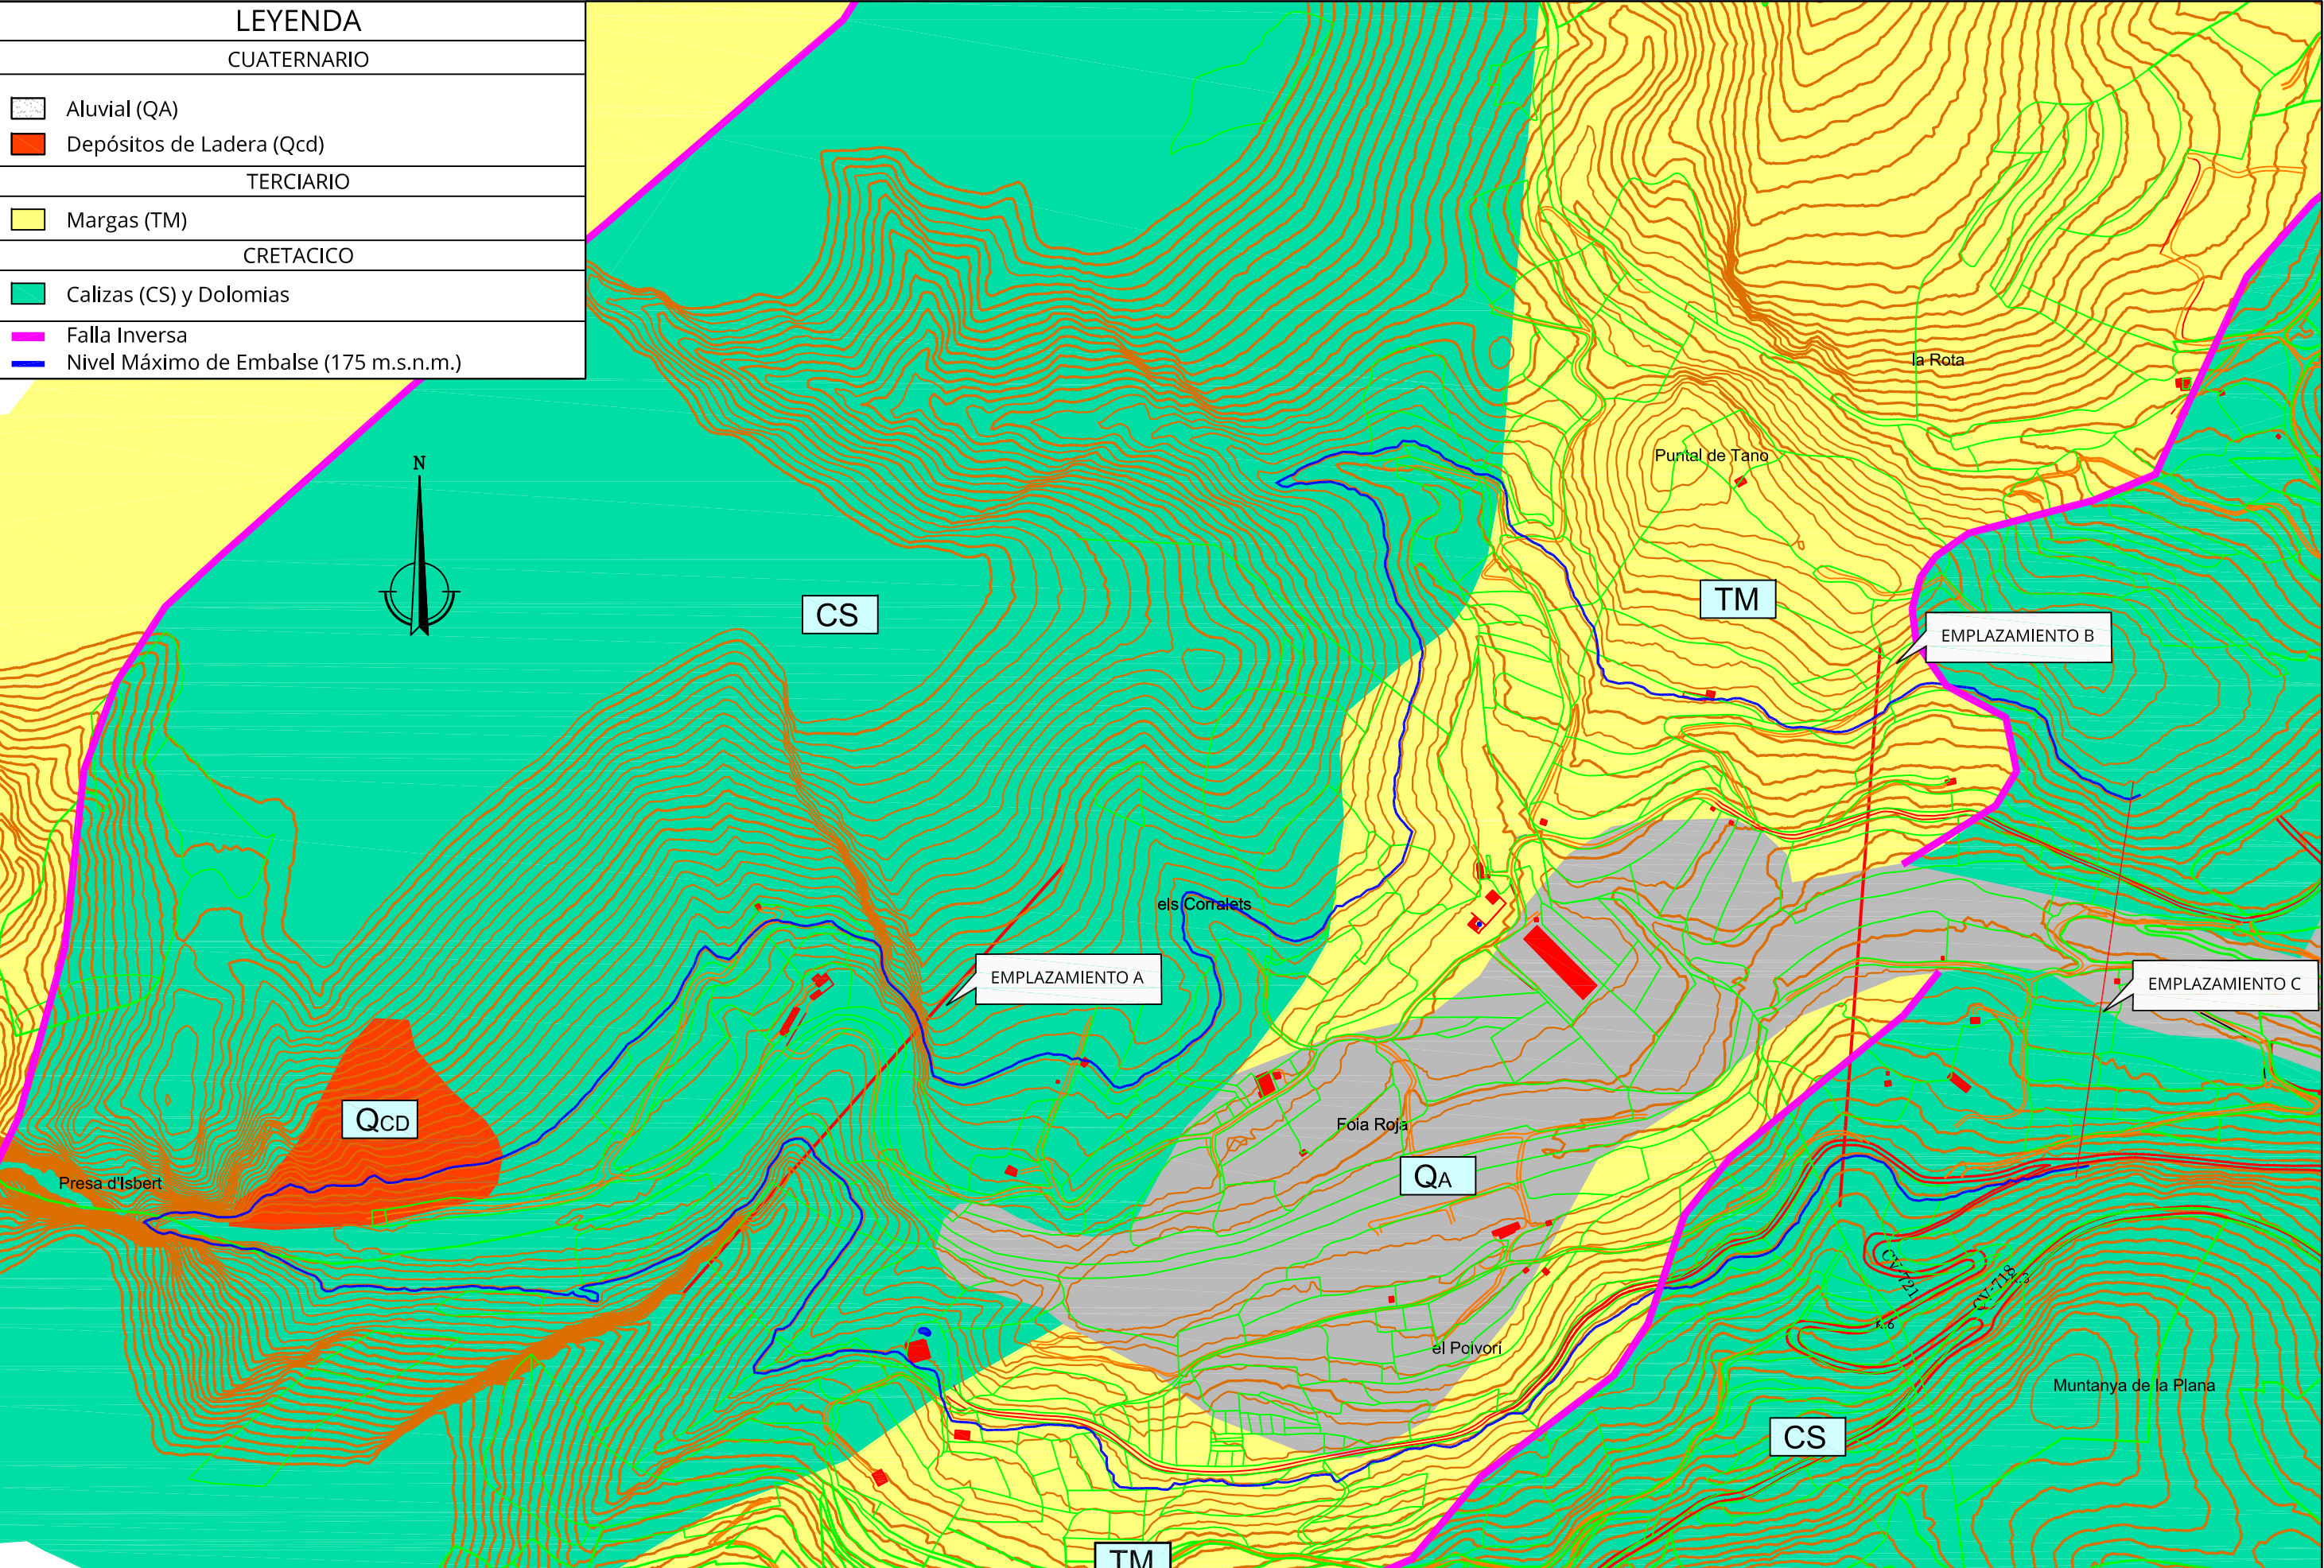 LEYENDA
CUATERNARIO
Aluvial (QA)
Depósitos de Ladera (Qcd)
TERCIARIO
Margas (TM)
CRETACICO
Calizas (CS) y Dolomias
Falla Inversa
Nivel Máximo de Embalse (175 m.s.n.m.)
la Rota
Puntal de Tano
N
CS
TM
EMPLAZAMIENTO B
els Corralets
EMPLAZAMIENTO A
EMPLAZAMIENTO C
QCD
Foia Roja
Presa d'Isbert
QA
CV-721
CV-718
el Poivori
Muntanya de la Plana
CS
TM